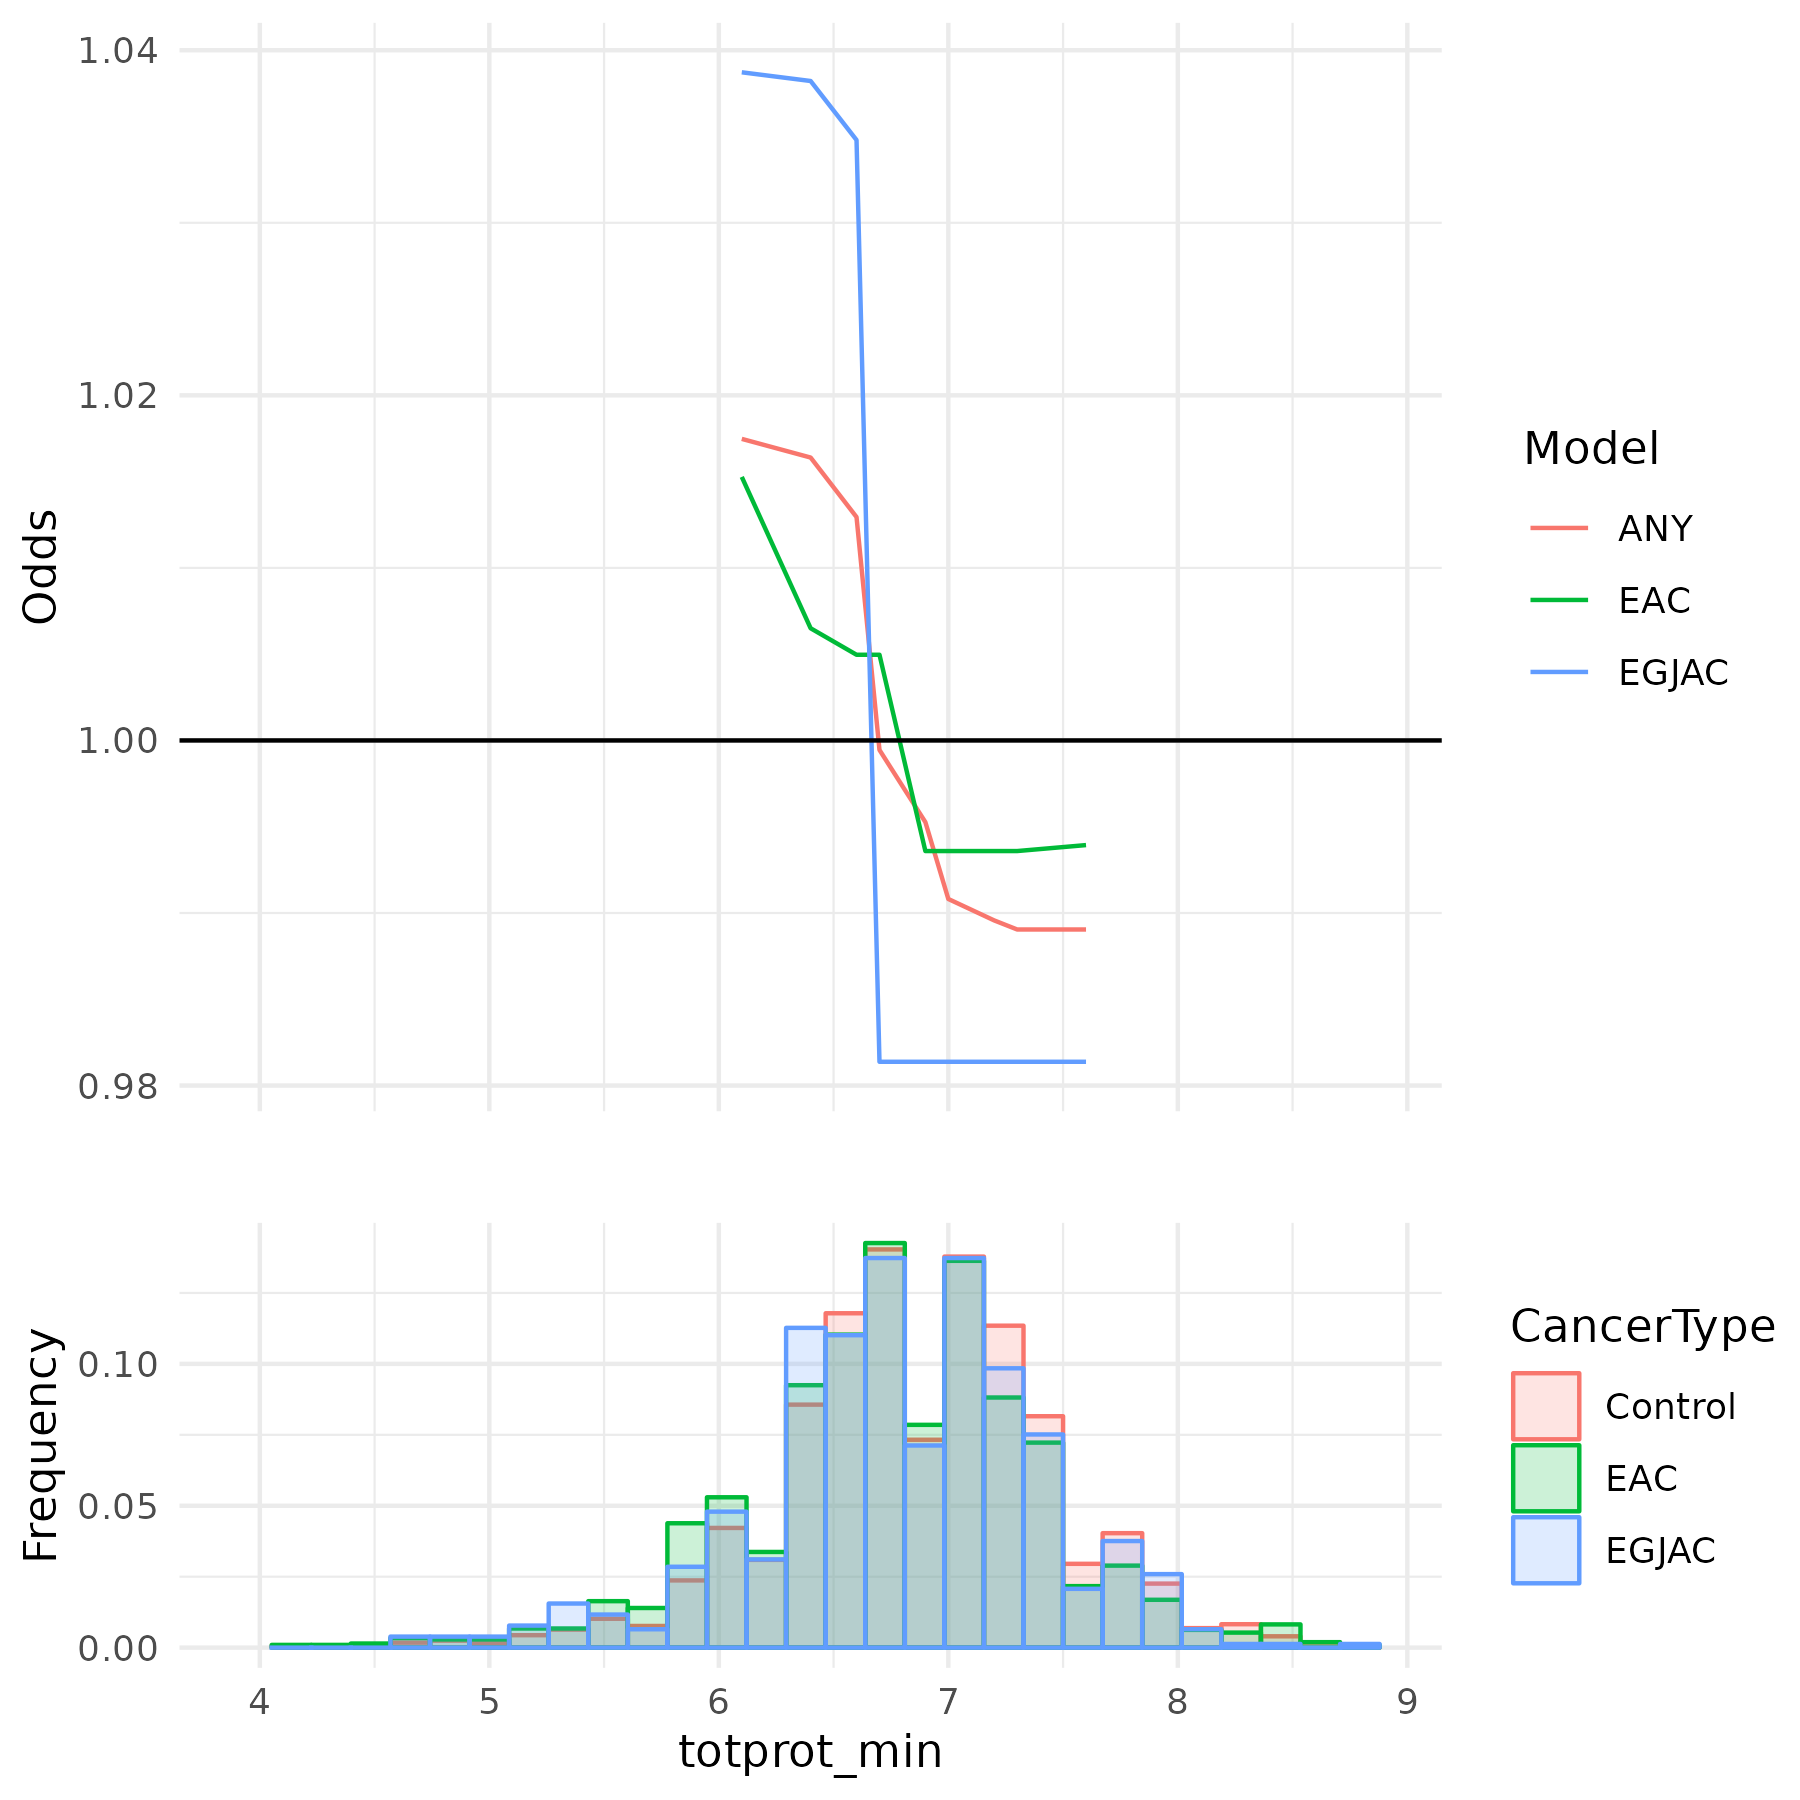 1.04
1.02
1.00
0.98
Odds
Model
ANY
EAC
EGJAC
0.10
0.05
0.00
Frequency
4 5 6 7 8 9
totprot_min
CancerType
Control
EAC
EGJAC